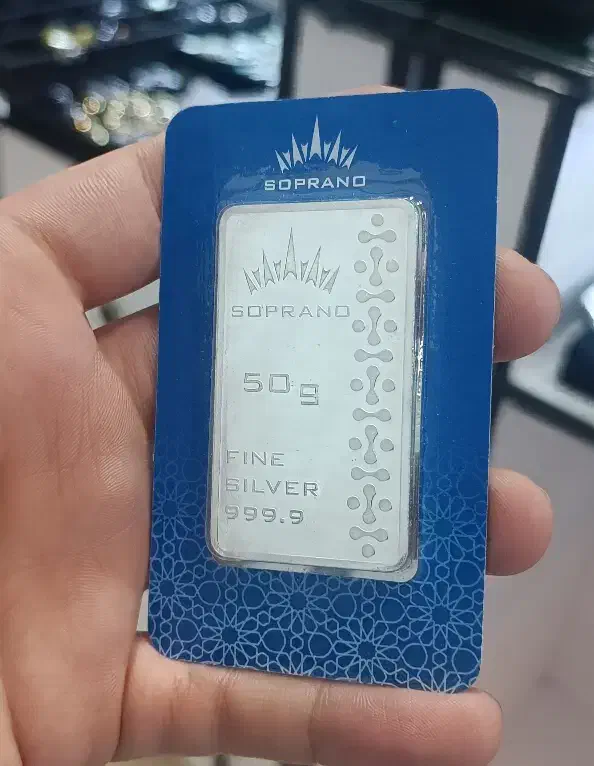 SOPRANO
SOPRANO
50g
FINE
SILVER
999.9